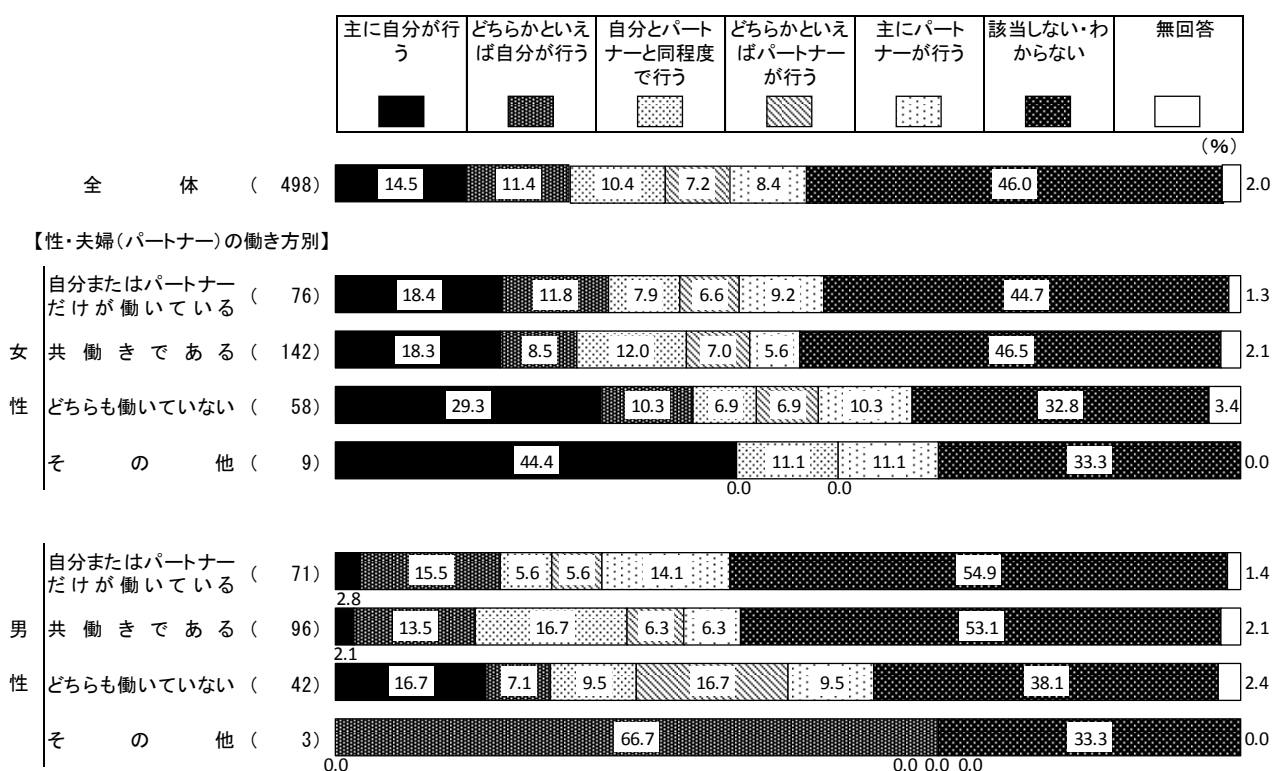 主に自分が行う
どちらかといえば自分が行う
自分とパートナーと同程度で行う
どちらかといえばパートナーが行う
主にパートナーが行う
該当しない・わからない
無回答
(%)
全体 ( 498) 14.5 11.4 10.4 7.2 8.4 46.0 2.0
【性・夫婦(パートナー)の働き方別】
女性
自分またはパートナー
だけが働いている ( 76) 18.4 11.8 7.9 6.6 9.2 44.7 1.3
共働きである ( 142) 18.3 8.5 12.0 7.0 5.6 46.5 2.1
どちらも働いていない ( 58) 29.3 10.3 6.9 6.9 10.3 32.8 3.4
その他 ( 9) 44.4 11.1 11.1 33.3 0.0
0.0 0.0
男性
自分またはパートナー
だけが働いている ( 71) 15.5 5.6 5.6 14.1 54.9 1.4
2.8
共働きである ( 96) 13.5 16.7 6.3 6.3 53.1 2.1
2.1
どちらも働いていない ( 42) 16.7 7.1 9.5 16.7 9.5 38.1 2.4
その他 ( 3) 66.7 33.3 0.0
0.0 0.0 0.0 0.0